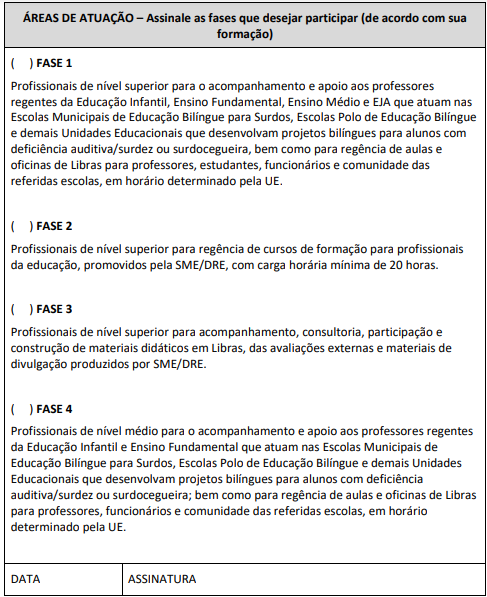 ÁREAS DE ATUAÇÃO – Assinale as fases que desejar participar (de acordo com sua
formação)
(   ) FASE 1
Profissionais de nível superior para o acompanhamento e apoio aos professores
regentes da Educação Infantil, Ensino Fundamental, Ensino Médio e EJA que atuam nas
Escolas Municipais de Educação Bilíngue para Surdos, Escolas Polo de Educação Bilíngue
e demais Unidades Educacionais que desenvolvam projetos bilíngues para alunos com
deficiência auditiva/surdez ou surdocegueira, bem como para regência de aulas e
oficinas de Libras para professores, estudantes, funcionários e comunidade das
referidas escolas, em horário determinado pela UE.
(   ) FASE 2
Profissionais de nível superior para regência de cursos de formação para profissionais
da educação, promovidos pela SME/DRE, com carga horária mínima de 20 horas.
(   ) FASE 3
Profissionais de nível superior para acompanhamento, consultoria, participação e
construção de materiais didáticos em Libras, das avaliações externas e materiais de
divulgação produzidos por SME/DRE.
(   ) FASE 4
Profissionais de nível médio para o acompanhamento e apoio aos professores regentes
da Educação Infantil e Ensino Fundamental que atuam nas Escolas Municipais de
Educação Bilíngue para Surdos, Escolas Polo de Educação Bilíngue e demais Unidades
Educacionais que desenvolvam projetos bilíngues para alunos com deficiência
auditiva/surdez ou surdocegueira; bem como para regência de aulas e oficinas de Libras
para professores, funcionários e comunidade das referidas escolas, em horário
determinado pela UE.
DATA ASSINATURA